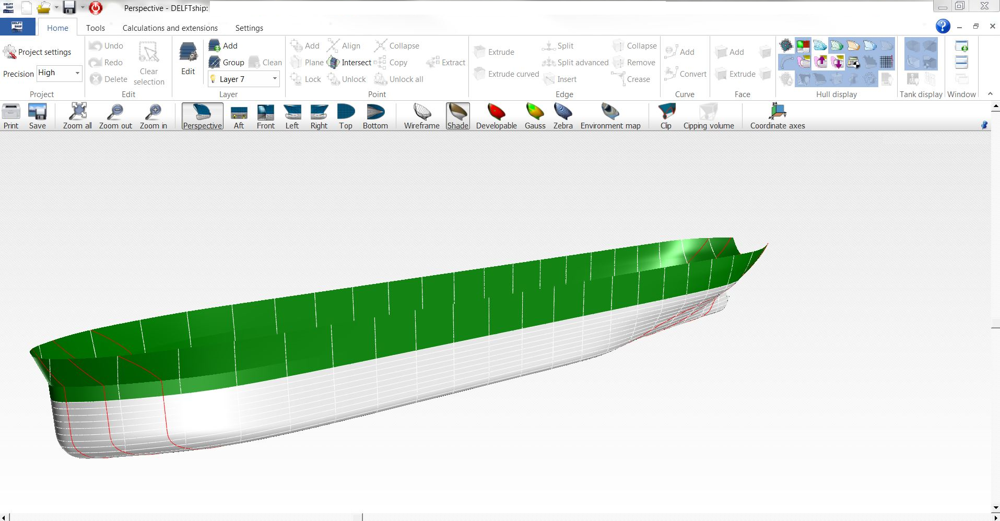 Perspective - DELFTship:
Home Tools Calculations and extensions Settings
Project settings Undo Add Add Align Collapse Extrude Split Collapse Add Add
Redo Group Clean Plane Intersect Copy Extract Split advanced Remove
Precision High Clear selection Edit Extrude curved Convert Extrude
Delete Layer 7 Lock Unlock Unlock all Insert Crease
Project Edit Layer Point Edge Curve Face Hull display Tank display Window
Print Save Zoom all Zoom out Zoom in Perspective Aft Front Left Right Top Bottom Wireframe Shade Developable Gauss Zebra Environment map Clip Cipping volume Coordinate axes